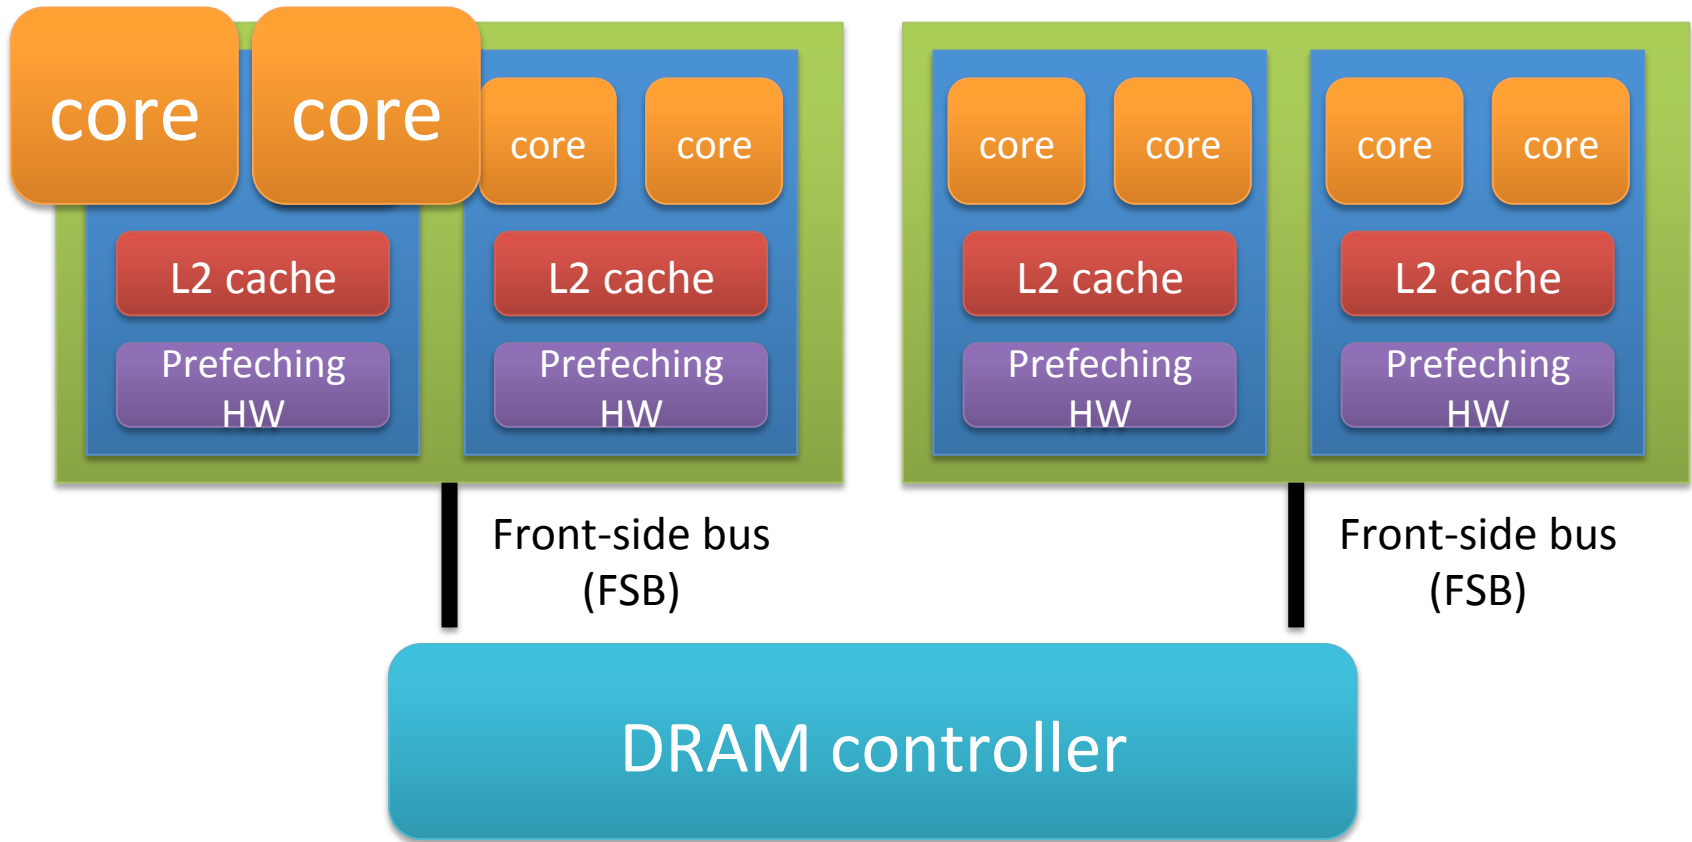 core
core
core
core
core
core
core
core
L2 cache
L2 cache
L2 cache
L2 cache
Prefeching
HW
Prefeching
HW
Prefeching
HW
Prefeching
HW
Front-side bus
(FSB)
Front-side bus
(FSB)
DRAM controller